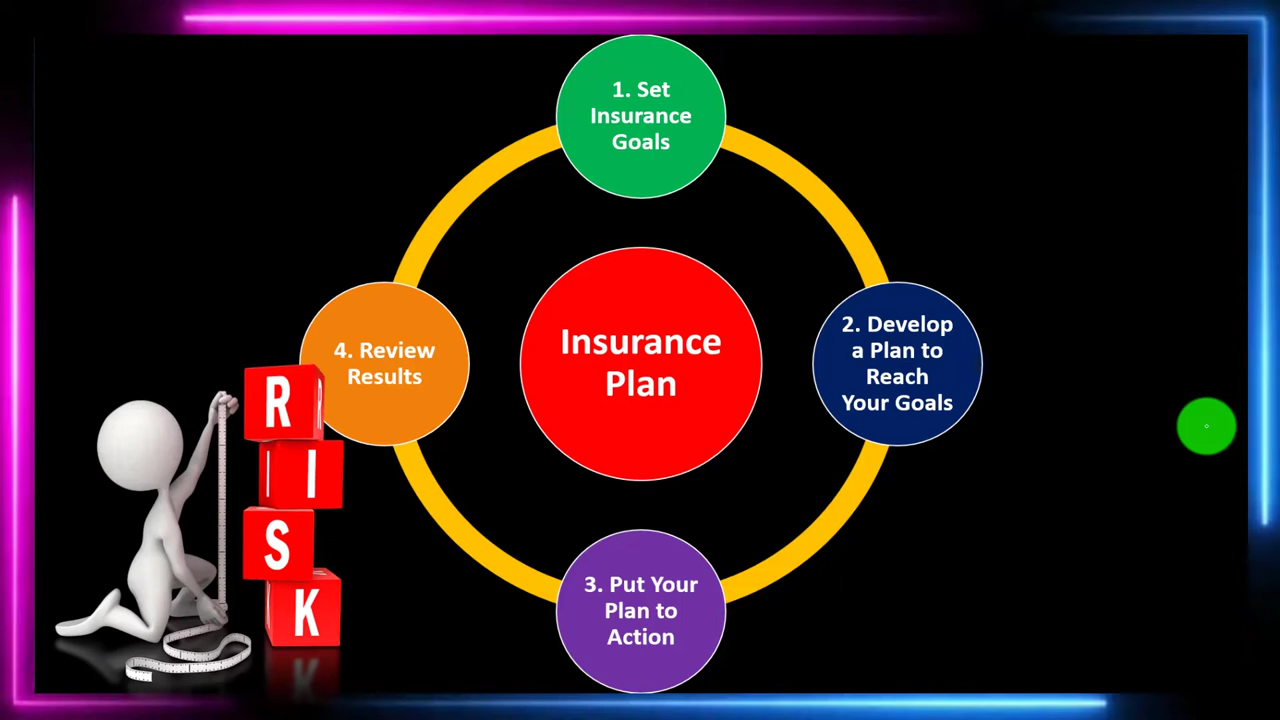 1. Set
Insurance
Goals
2. Develop
a Plan to
Reach
Your Goals
Insurance
Plan
4. Review
Results
3. Put Your
Plan to
Action
R
I
S
K